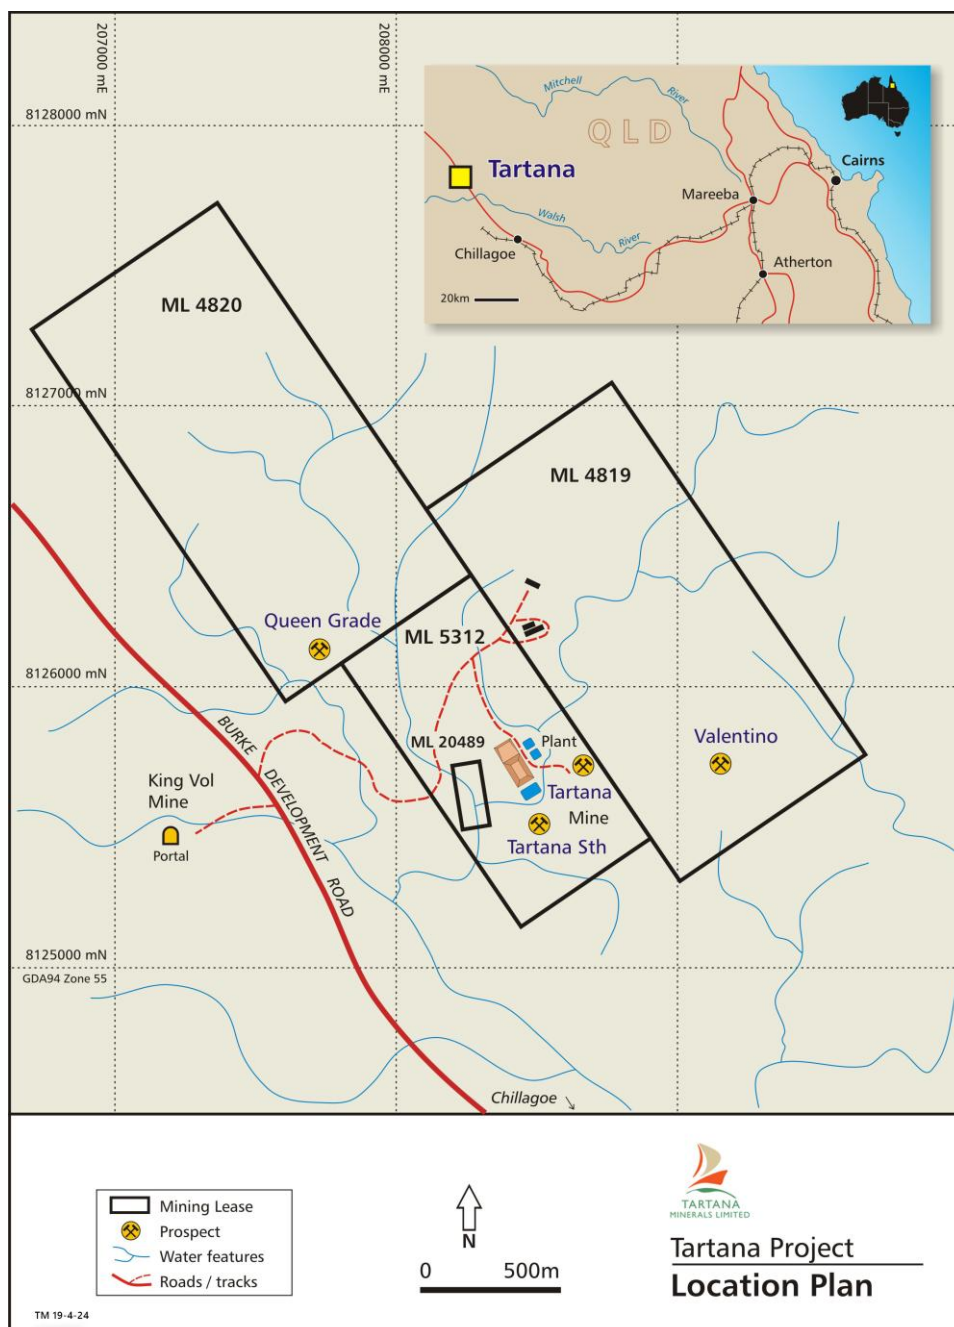 207000 mE
208000 mE
8128000 mN
Mitchell
River
QLD
Tartana
Cairns
Mareeba
Walsh
River
Chillagoe
Atherton
20km
ML 4820
8127000 mN
ML 4819
Queen Grade
ML 5312
8126000 mN
BURKE DEVELOPMENT ROAD
ML 20489
Plant
Valentino
King Vol
Mine
Tartana
Mine
Portal
Tartana Sth
8125000 mN
GDA94 Zone 55
Chillagoe
Mining Lease
Prospect
Water features
Roads / tracks
N
0 500m
TARTANA
MINERALS LIMITED
Tartana Project
Location Plan
TM 19-4-24